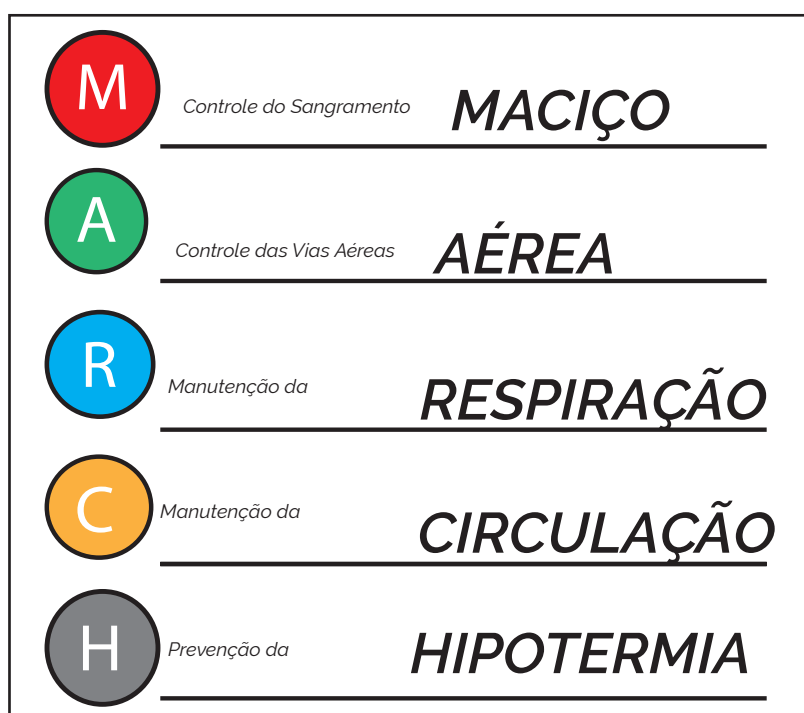 M Controle do Sangramento MACIÇO
A Controle das Vias Aéreas AÉREA
R Manutenção da RESPIRAÇÃO
C Manutenção da CIRCULAÇÃO
H Prevenção da HIPOTERMIA